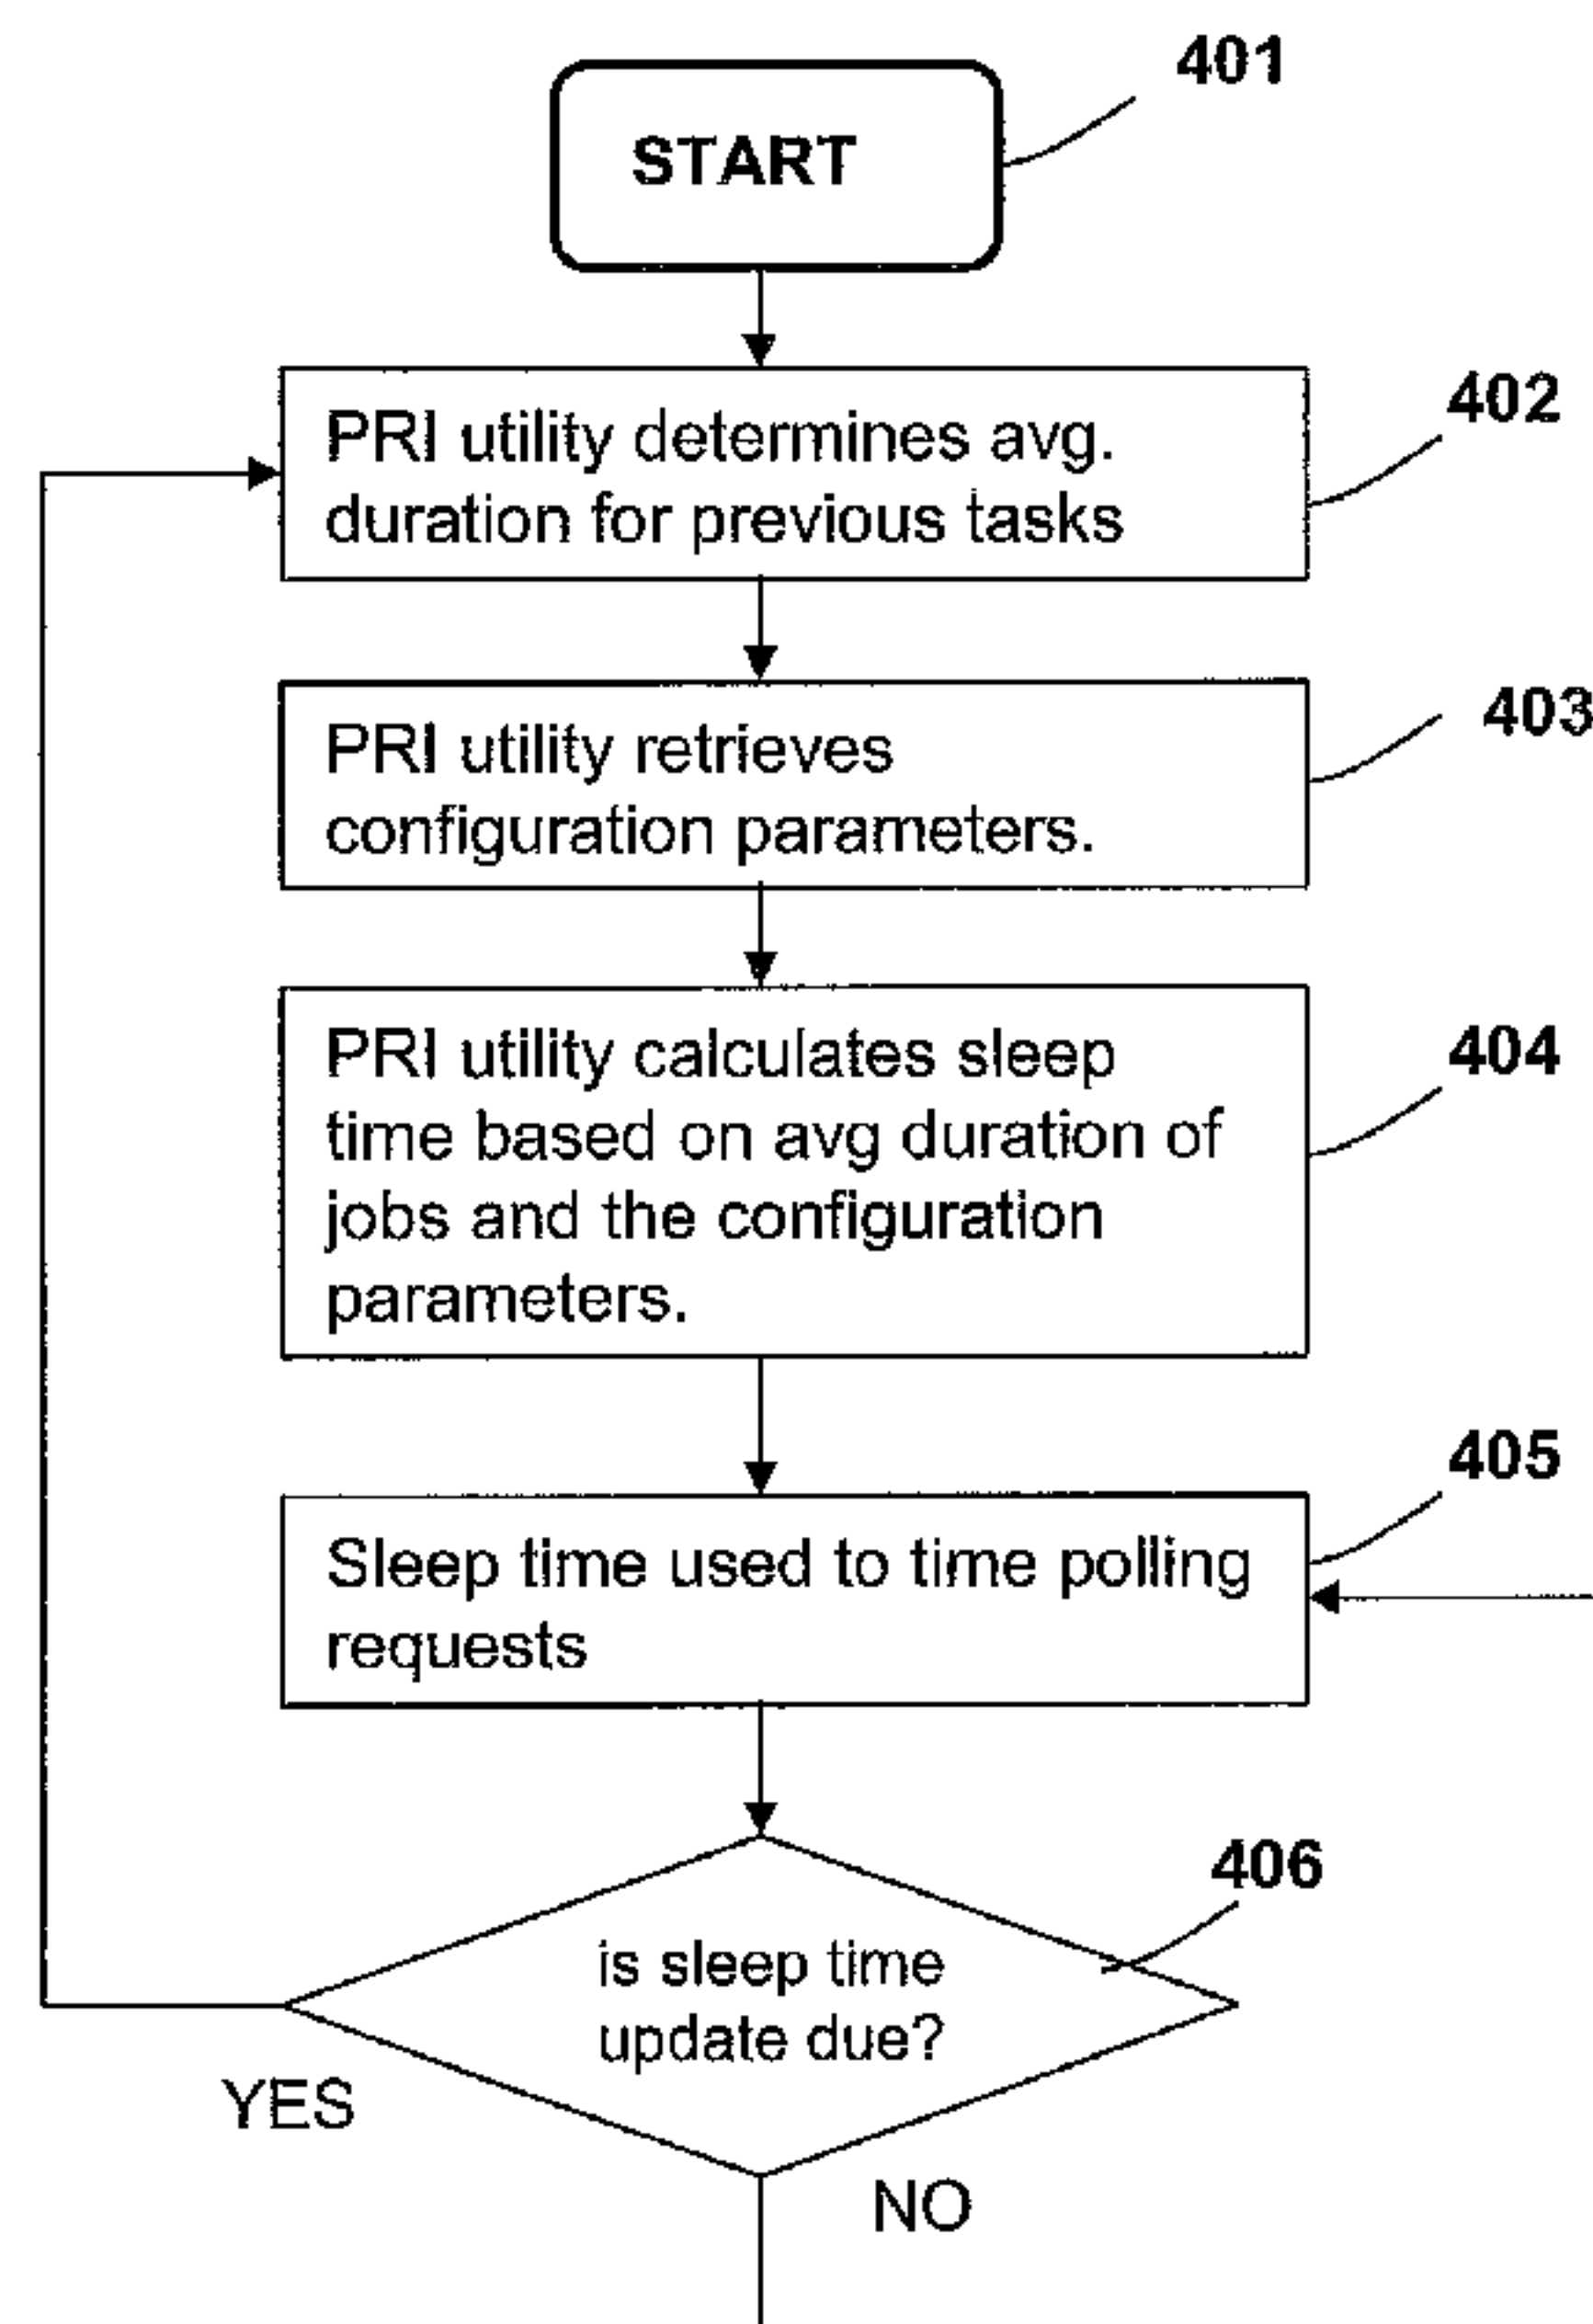 401
START
402
PRI utility determines avg.
duration for previous tasks
403
PRI utility retrieves
configuration parameters.
404
PRI utility calculates sleep
time based on avg duration of
jobs and the configuration
parameters.
405
Sleep time used to time polling
requests
406
is sleep time
update due?
YES
NO